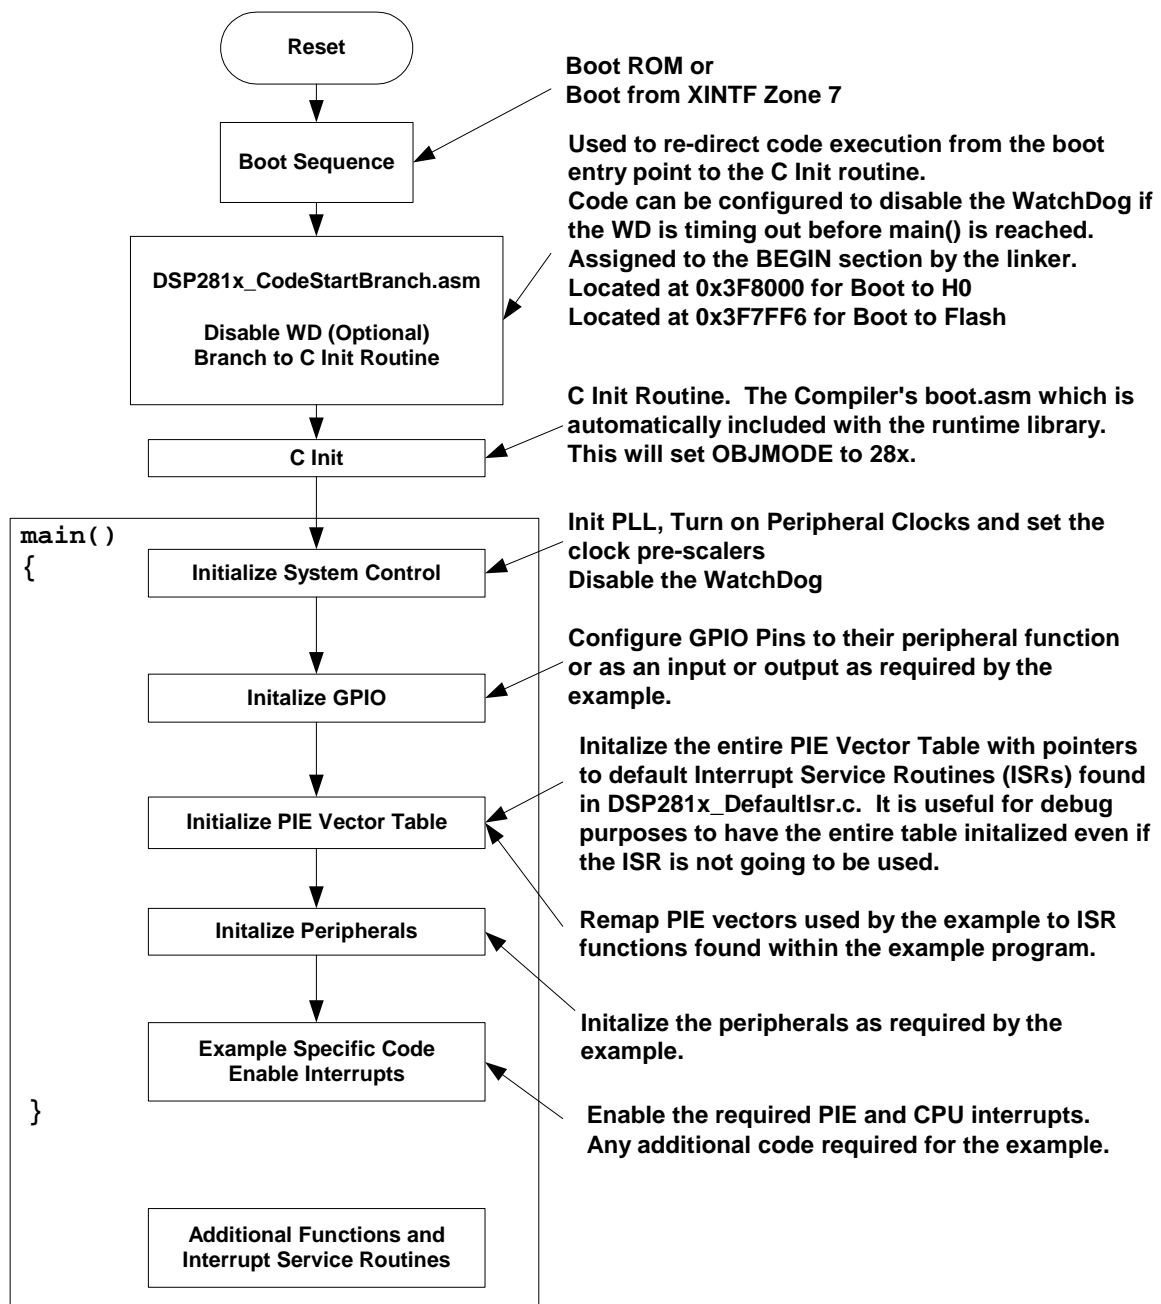 Reset
Boot ROM or
Boot from XINTF Zone 7
Boot Sequence
Used to re-direct code execution from the boot
entry point to the C Init routine.
Code can be configured to disable the WatchDog if
the WD is timing out before main() is reached.
Assigned to the BEGIN section by the linker.
Located at 0x3F8000 for Boot to H0
Located at 0x3F7FF6 for Boot to Flash
DSP281x_CodeStartBranch.asm
Disable WD (Optional)
Branch to C Init Routine
C Init Routine. The Compiler's boot.asm which is
automatically included with the runtime library.
This will set OBJMODE to 28x.
C Init
main()
{
Init PLL, Turn on Peripheral Clocks and set the
clock pre-scalers
Disable the WatchDog
Initialize System Control
Configure GPIO Pins to their peripheral function
or as an input or output as required by the
example.
Initalize GPIO
Initalize the entire PIE Vector Table with pointers
to default Interrupt Service Routines (ISRs) found
in DSP281x_DefaultIsr.c. It is useful for debug
purposes to have the entire table initalized even if
the ISR is not going to be used.
Initialize PIE Vector Table
Remap PIE vectors used by the example to ISR
functions found within the example program.
Initalize Peripherals
Initalize the peripherals as required by the
example.
Example Specific Code
Enable Interrupts
Enable the required PIE and CPU interrupts.
Any additional code required for the example.
}
Additional Functions and
Interrupt Service Routines